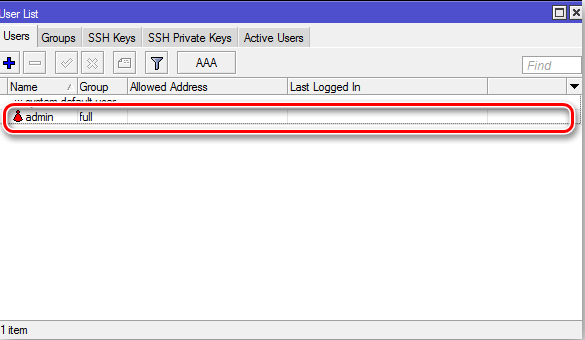 User List
Users Groups SSH Keys SSH Private Keys Active Users
AAA Find
Name Group Allowed Address Last Logged In
::: system default user
admin full
1 item